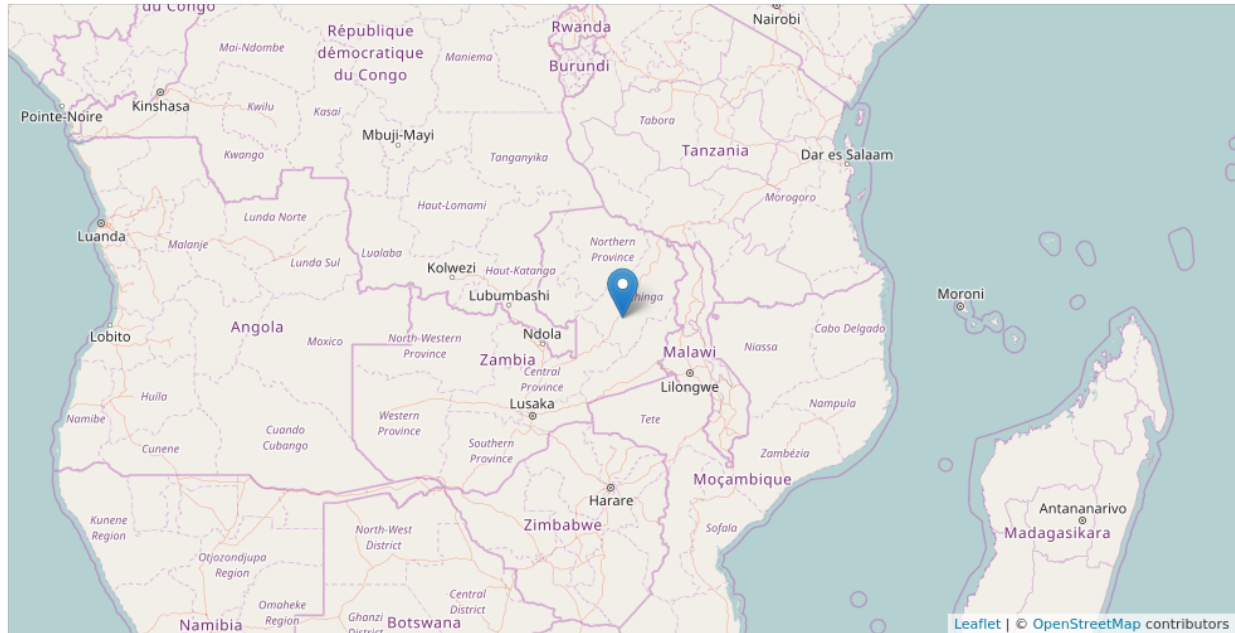 du Congo
Nairobi
Rwanda
République
démocratique
du Congo
Mai-Ndombe
Maniema
Burundi
Kinshasa
Pointe-Noire
Kwilu
Kasaï
Tabora
Mbuji-Mayi
Kwango
Tanganyika
Tanzania
Dar es Salaam
Haut-Lomami
Morogoro
Lunda Norte
Luanda
Malanje
Lunda Sul
Lualaba
Northern
Province
Kolwezi
Haut-Katanga
Lubumbashi
hinga
Moroni
Lobito
Angola
Moxico
North-Western
Province
Ndola
Zambia
Central
Province
Malawi
Niassa
Cabo Delgado
Lilongwe
Huíla
Namibe
Cunene
Cuando
Cubango
Western
Province
Lusaka
Southern
Province
Tete
Nampula
Zambézia
Moçambique
Harare
Zimbabwe
Sofala
Antananarivo
Madagasikara
Kunene
Region
North-West
District
Otjozondjupa
Region
Omaheke
Region
Central
District
Ghanzi
District
Botswana
Namibia
Leaflet | © OpenStreetMap contributors